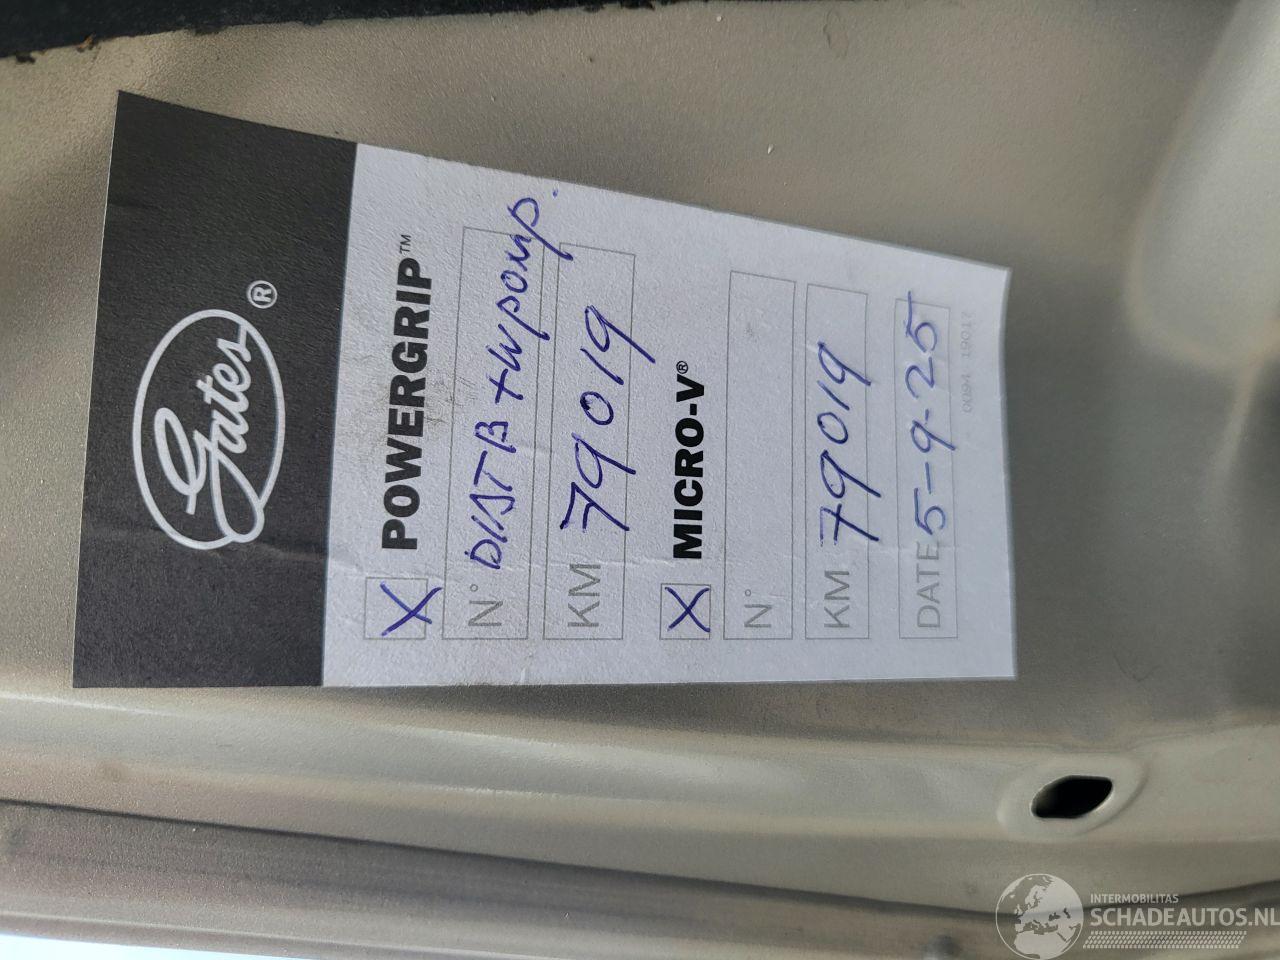 Gates®
X POWERGRIP™
N° DISTR + WPOMP.
KM 79019
X MICRO-V®
N°
KM 79019
DATE 5-9-25
0094 19017
INTERMOBILITAS
SCHADEAUTOS.NL